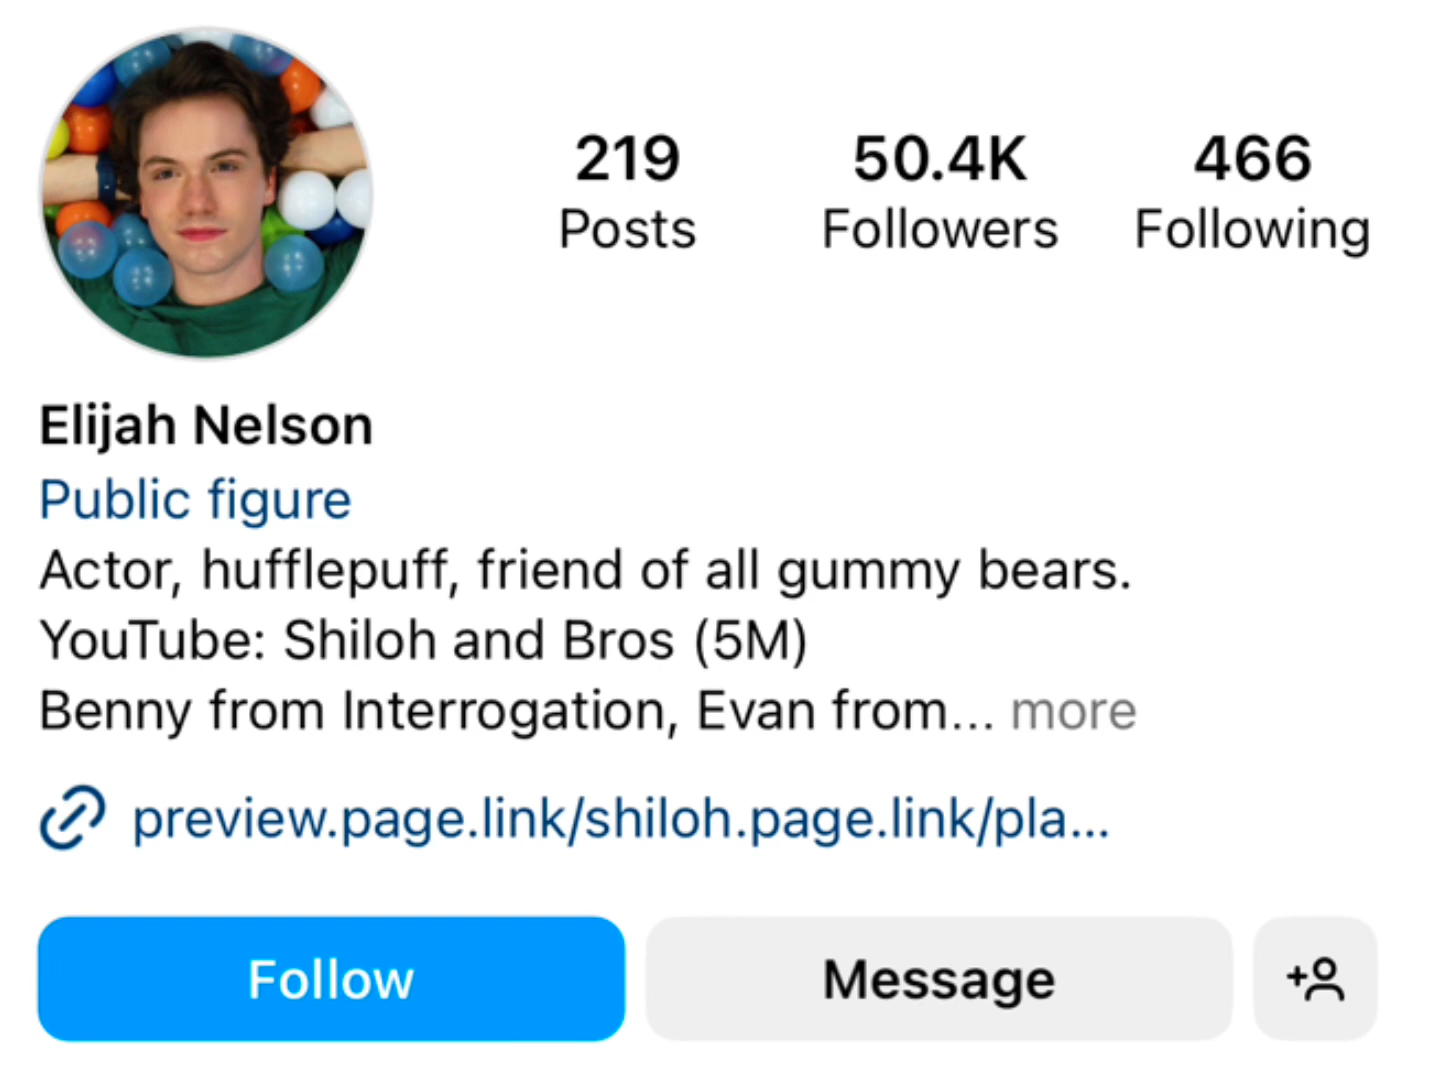 219 50.4K 466
Posts Followers Following
Elijah Nelson
Public figure
Actor, hufflepuff, friend of all gummy bears.
YouTube: Shiloh and Bros (5M)
Benny from Interrogation, Evan from... more
preview.page.link/shiloh.page.link/pla...
Follow Message